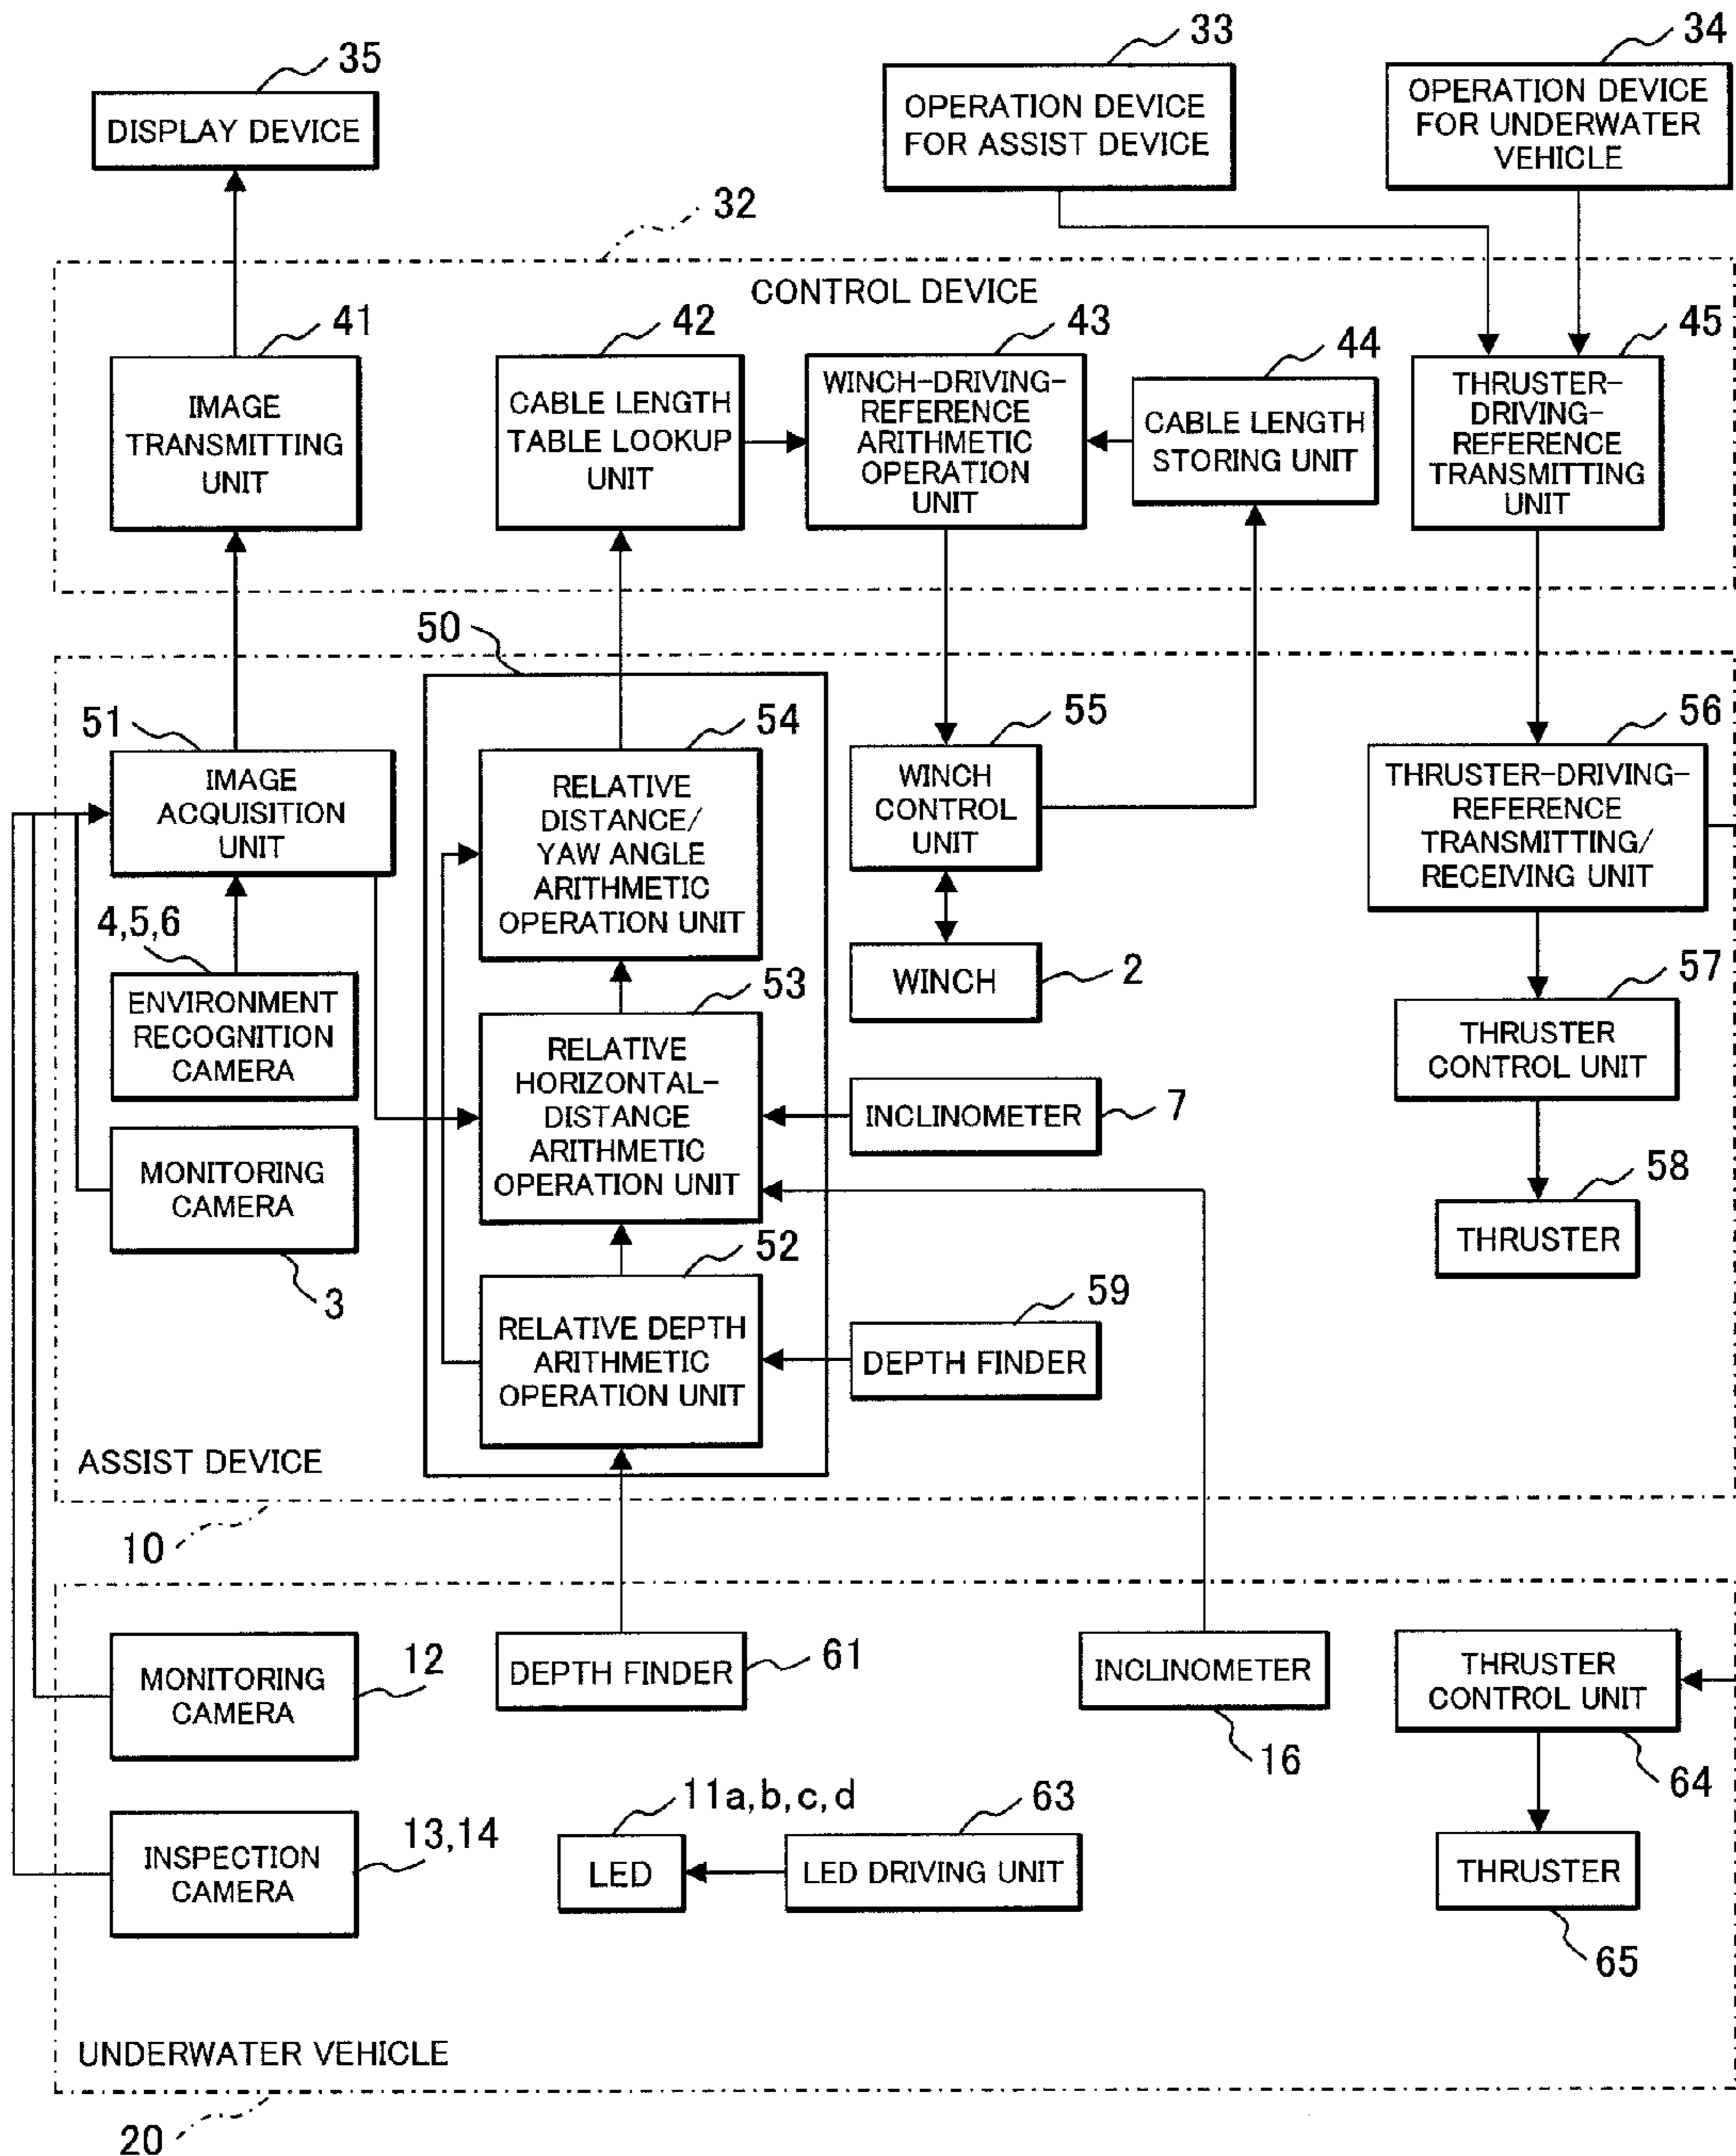 35
33
34
DISPLAY DEVICE
OPERATION DEVICE
FOR ASSIST DEVICE
OPERATION DEVICE
FOR UNDERWATER
VEHICLE
32
CONTROL DEVICE
41
42
43
44
45
IMAGE
TRANSMITTING
UNIT
CABLE LENGTH
TABLE LOOKUP
UNIT
WINCH-DRIVING-
REFERENCE
ARITHMETIC
OPERATION
UNIT
CABLE LENGTH
STORING UNIT
THRUSTER-
DRIVING-
REFERENCE
TRANSMITTING
UNIT
50
51
54
55
56
IMAGE
ACQUISITION
UNIT
RELATIVE
DISTANCE/
YAW ANGLE
ARITHMETIC
OPERATION UNIT
WINCH
CONTROL
UNIT
THRUSTER-DRIVING-
REFERENCE
TRANSMITTING/
RECEIVING UNIT
4,5,6
ENVIRONMENT
RECOGNITION
CAMERA
53
WINCH
2
57
RELATIVE
HORIZONTAL-
DISTANCE
ARITHMETIC
OPERATION UNIT
THRUSTER
CONTROL UNIT
INCLINOMETER
7
MONITORING
CAMERA
3
58
THRUSTER
52
59
RELATIVE DEPTH
ARITHMETIC
OPERATION UNIT
DEPTH FINDER
ASSIST DEVICE
10
MONITORING
CAMERA
12
DEPTH FINDER
61
INCLINOMETER
16
THRUSTER
CONTROL UNIT
64
INSPECTION
CAMERA
13,14
11a,b,c,d
LED
63
LED DRIVING UNIT
THRUSTER
65
UNDERWATER VEHICLE
20